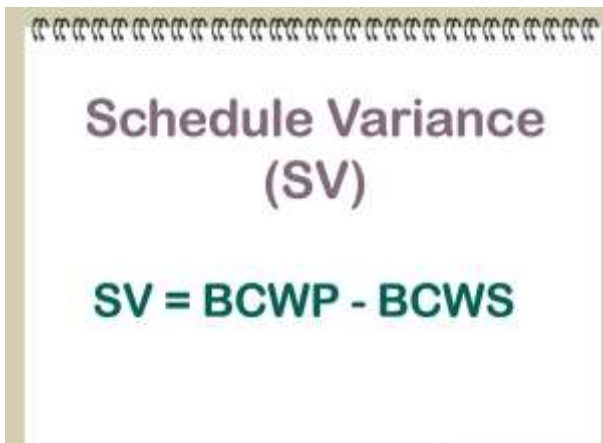 Schedule Variance
(SV)
SV = BCWP - BCWS